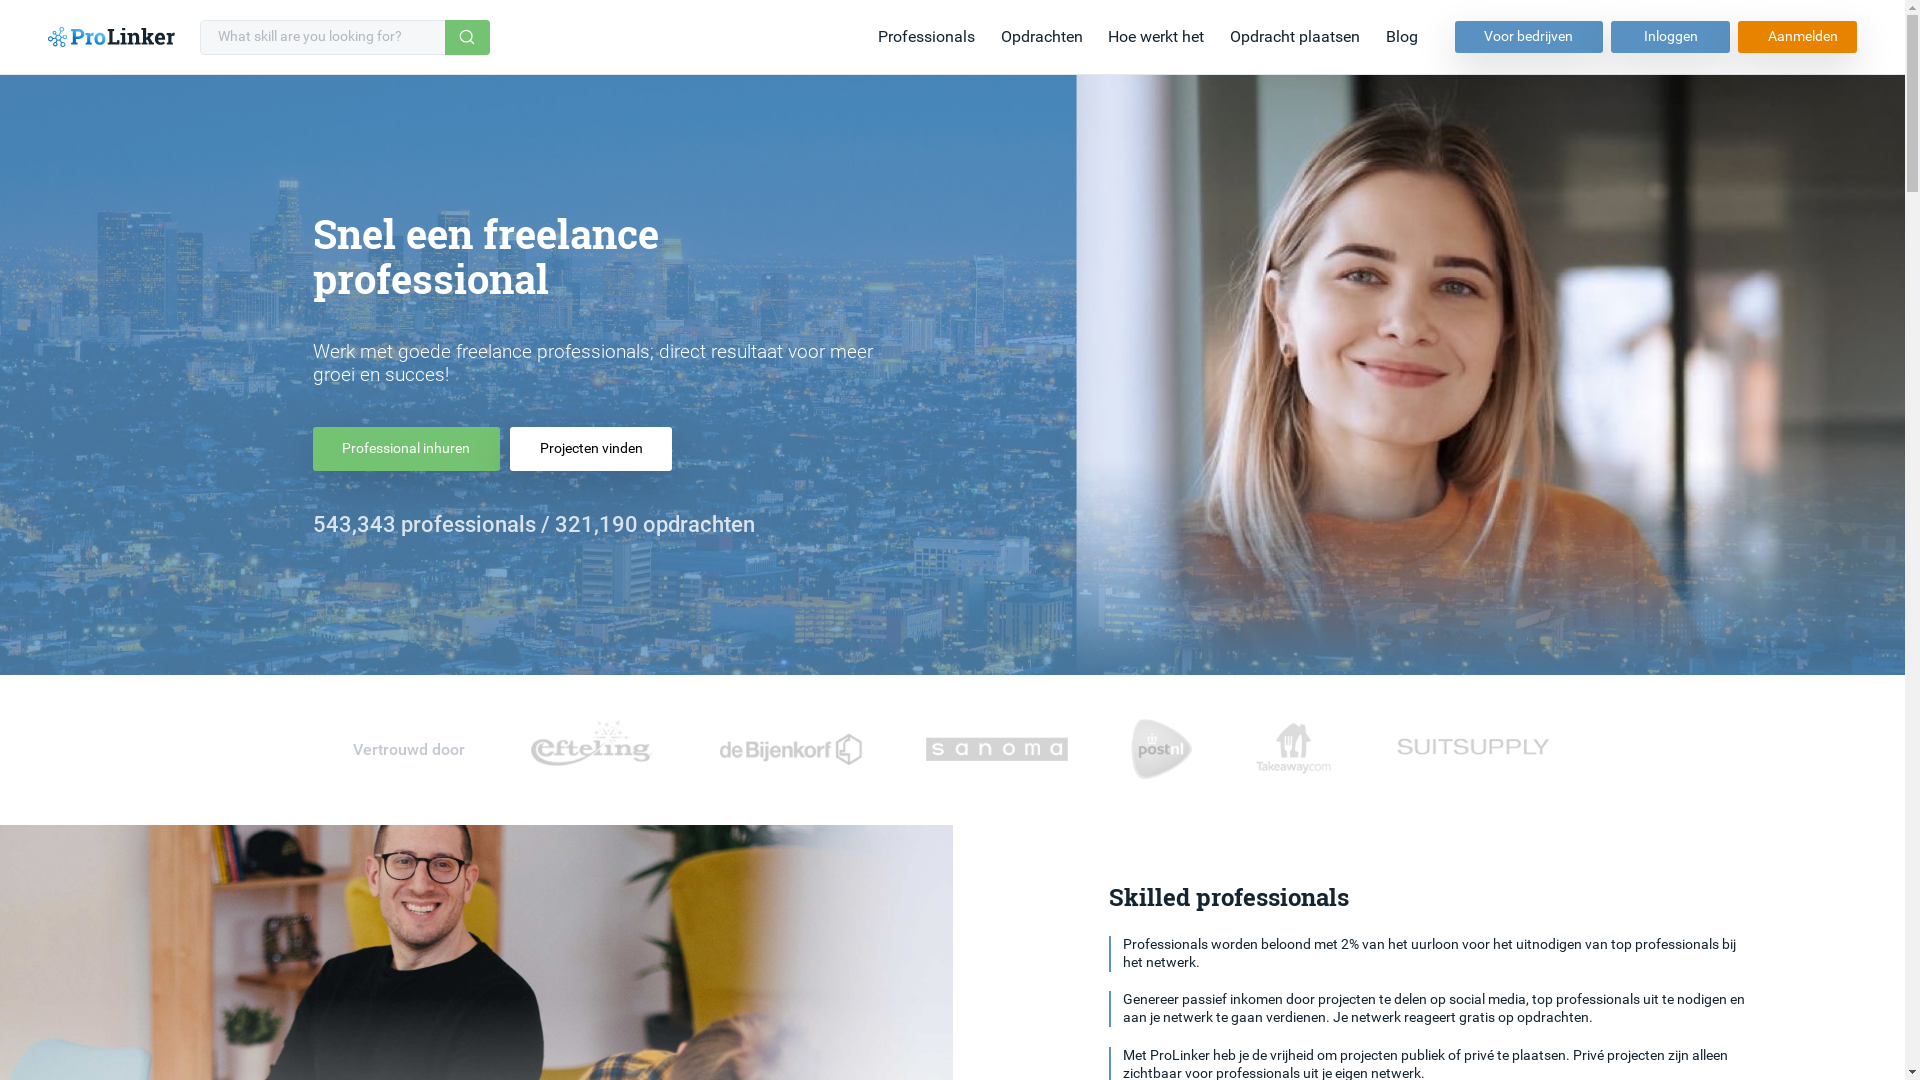 ProLinker
What skill are you looking for?
Professionals
Opdrachten
Hoe werkt het
Opdracht plaatsen
Blog
Voor bedrijven
Inloggen
Aanmelden
Snel een freelance
professional
Werk met goede freelance professionals; direct resultaat voor meer
groei en succes!
Professional inhuren
Projecten vinden
543,343 professionals / 321,190 opdrachten
Vertrouwd door
efteling
de Bijenkorf
sanoma
postnl
Takeaway.com
SUITSUPPLY
Skilled professionals
Professionals worden beloond met 2% van het uurloon voor het uitnodigen van top professionals bij
het netwerk.
Genereer passief inkomen door projecten te delen op social media, top professionals uit te nodigen en
aan je netwerk te gaan verdienen. Je netwerk reageert gratis op opdrachten.
Met ProLinker heb je de vrijheid om projecten publiek of privé te plaatsen. Privé projecten zijn alleen
zichtbaar voor professionals uit je eigen netwerk.